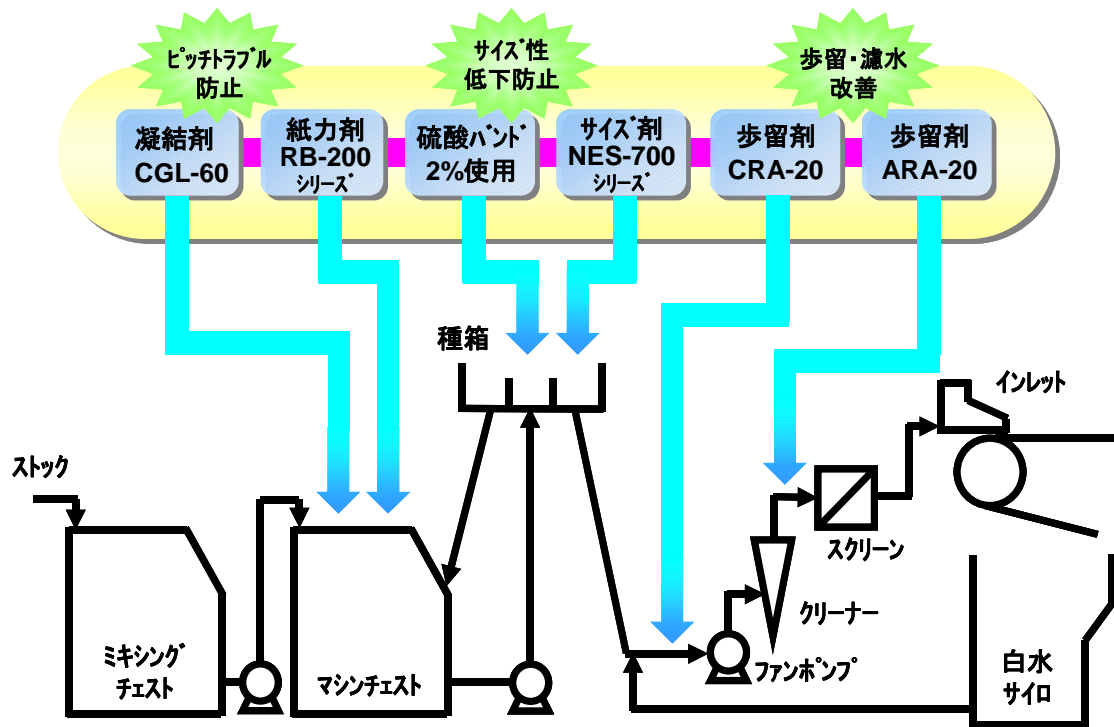 ピッチトラブル
防止
サイズ性
低下防止
歩留・濾水
改善
凝結剤
CGL-60
紙力剤
RB-200
シリーズ
硫酸バンド
2%使用
サイズ剤
NES-700
シリーズ
歩留剤
CRA-20
歩留剤
ARA-20
種箱
インレット
ストック
スクリーン
クリーナー
ファンポンプ
ミキシング
チェスト
マシンチェスト
白水
サイロ